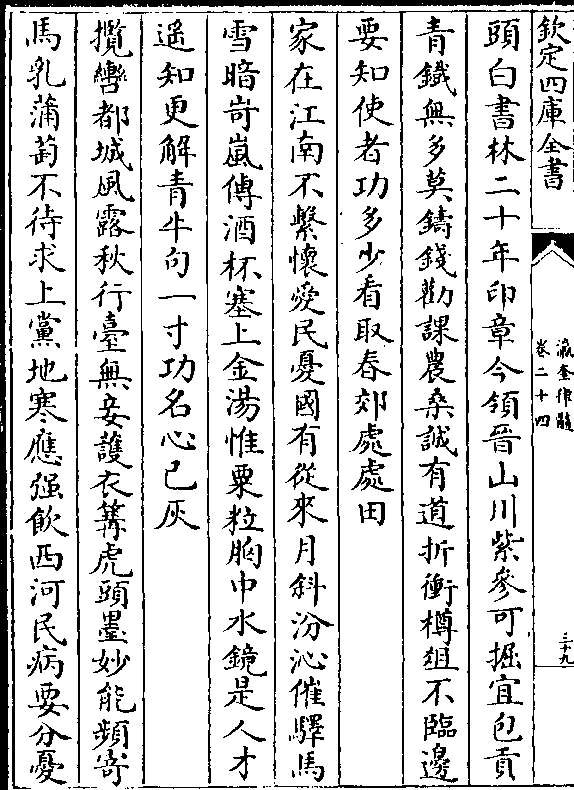 欽定四庫全書
瀛奎律髓
卷二十四
三十九
頭白書林二十年印章今領晉山川紫參可掘宜包貢
青鐵無多莫鑄錢勸課農桑誠有道折衝樽俎不臨邊
要知使者功多少看取春郊處處田
家在江南不繫懷愛民憂國有從來月斜汾沁催驛馬
雪暗岢嵐傳酒杯塞上金湯惟粟粒胸中水鏡是人才
遥知更解青牛句一寸功名心已灰
攬轡都城風露秋行臺無妾護衣篝虎頭墨妙能頻寄
馬乳蒲萄不待求上黨地寒應强飲西河民病要分憂